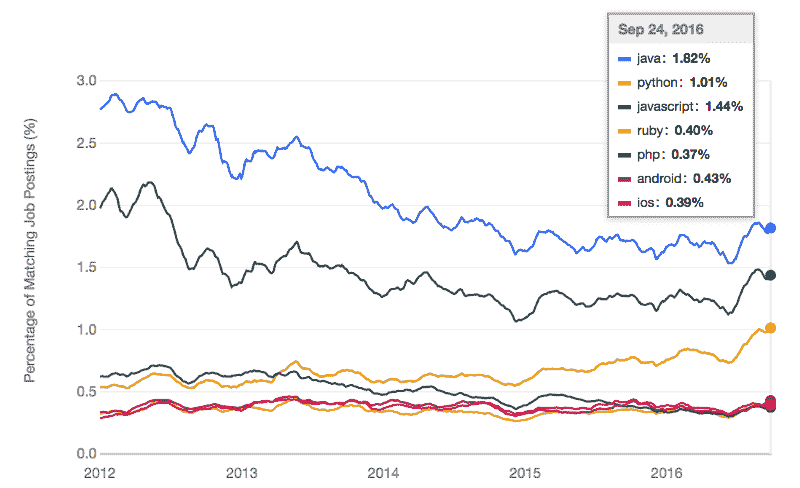 Sep 24, 2016
java: 1.82%
python: 1.01%
javascript: 1.44%
ruby: 0.40%
php: 0.37%
android: 0.43%
ios: 0.39%
Percentage of Matching Job Postings (%)
3.0
2.5
2.0
1.5
1.0
0.5
0.0
2012 2013 2014 2015 2016